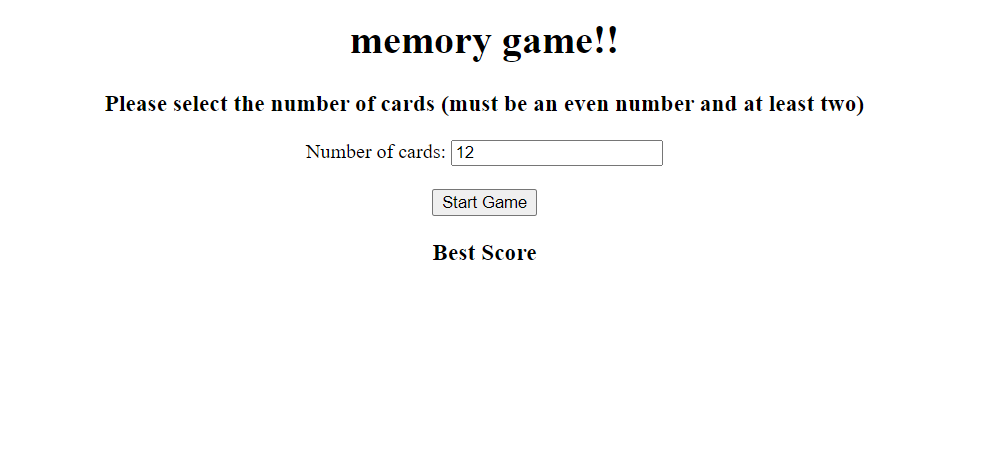 memory game!!
Please select the number of cards (must be an even number and at least two)
Number of cards: 12
Start Game
Best Score